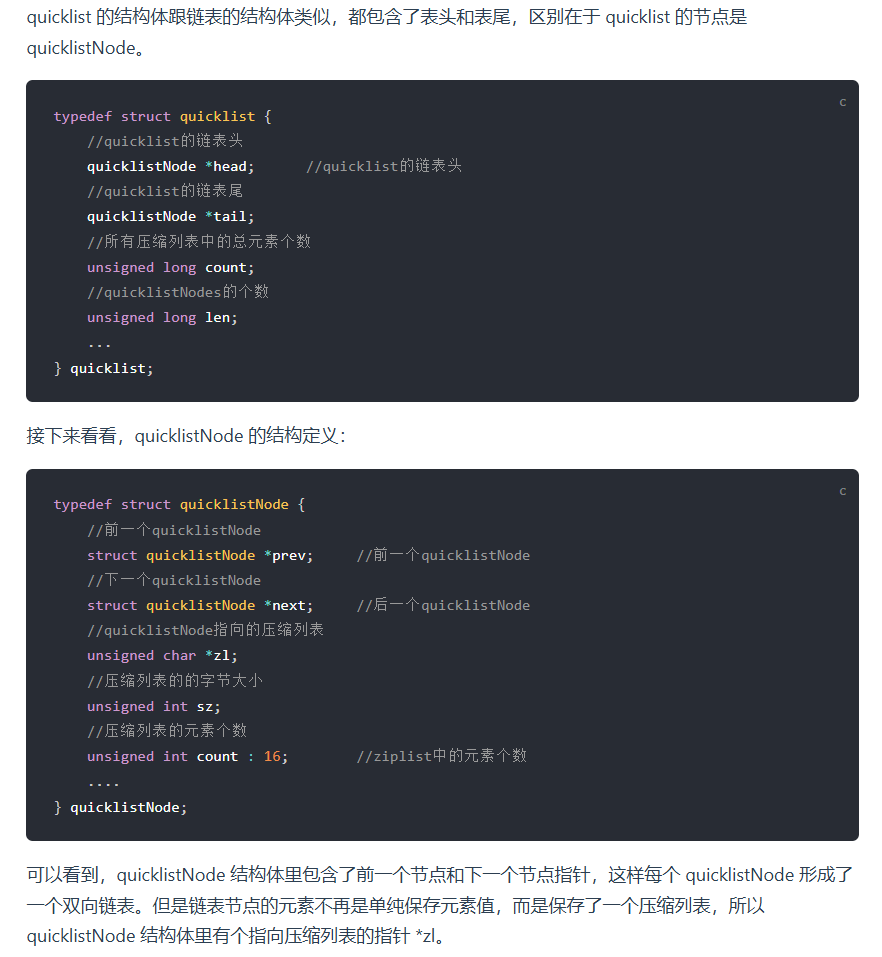 quicklist 的结构体跟链表的结构体类似，都包含了表头和表尾，区别在于 quicklist 的节点是
quicklistNode。
c
typedef struct quicklist {
    //quicklist的链表头
    quicklistNode *head;      //quicklist的链表头
    //quicklist的链表尾
    quicklistNode *tail;
    //所有压缩列表中的总元素个数
    unsigned long count;
    //quicklistNodes的个数
    unsigned long len;
    ...
} quicklist;
接下来看看，quicklistNode 的结构定义：
c
typedef struct quicklistNode {
    //前一个quicklistNode
    struct quicklistNode *prev;     //前一个quicklistNode
    //下一个quicklistNode
    struct quicklistNode *next;     //后一个quicklistNode
    //quicklistNode指向的压缩列表
    unsigned char *zl;
    //压缩列表的的字节大小
    unsigned int sz;
    //压缩列表的元素个数
    unsigned int count : 16;        //ziplist中的元素个数
    ....
} quicklistNode;
可以看到，quicklistNode 结构体里包含了前一个节点和下一个节点指针，这样每个 quicklistNode 形成了
一个双向链表。但是链表节点的元素不再是单纯保存元素值，而是保存了一个压缩列表，所以
quicklistNode 结构体里有个指向压缩列表的指针 *zl。